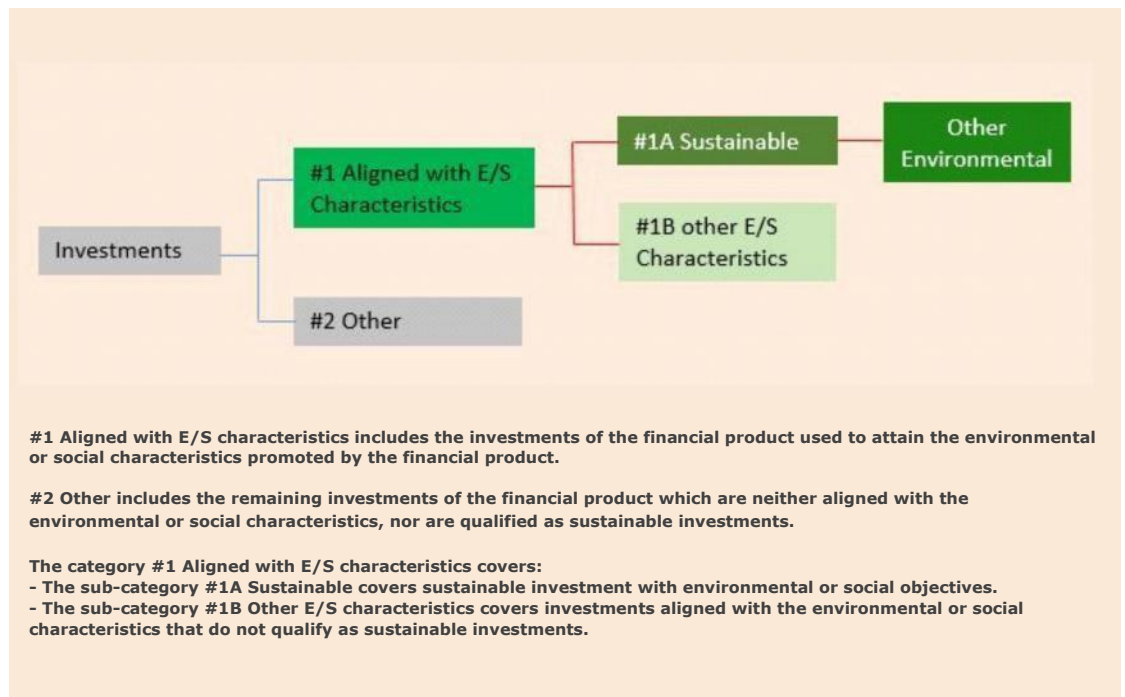 Other
Environmental
#1A Sustainable
#1 Aligned with E/S
Characteristics
#1B other E/S
Characteristics
Investments
#2 Other
#1 Aligned with E/S characteristics includes the investments of the financial product used to attain the environmental
or social characteristics promoted by the financial product.
#2 Other includes the remaining investments of the financial product which are neither aligned with the
environmental or social characteristics, nor are qualified as sustainable investments.
The category #1 Aligned with E/S characteristics covers:
- The sub-category #1A Sustainable covers sustainable investment with environmental or social objectives.
- The sub-category #1B Other E/S characteristics covers investments aligned with the environmental or social
characteristics that do not qualify as sustainable investments.